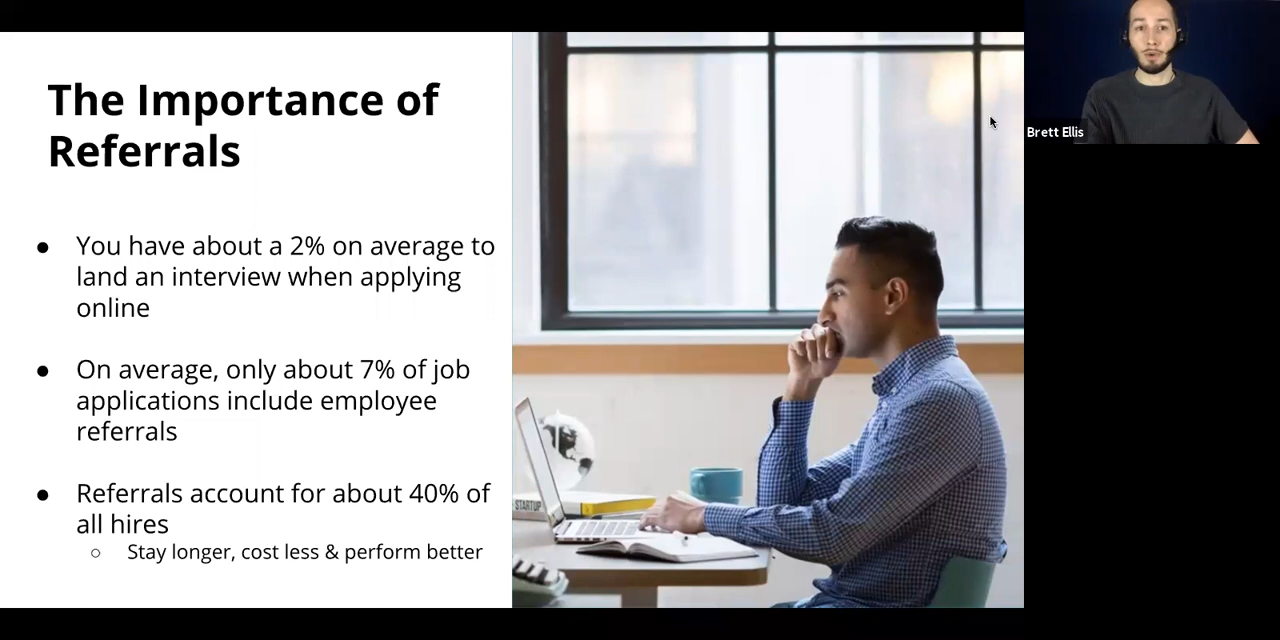 The Importance of
Referrals
● You have about a 2% on average to
land an interview when applying
online
● On average, only about 7% of job
applications include employee
referrals
● Referrals account for about 40% of
all hires
○ Stay longer, cost less & perform better
STARTUP
Brett Ellis